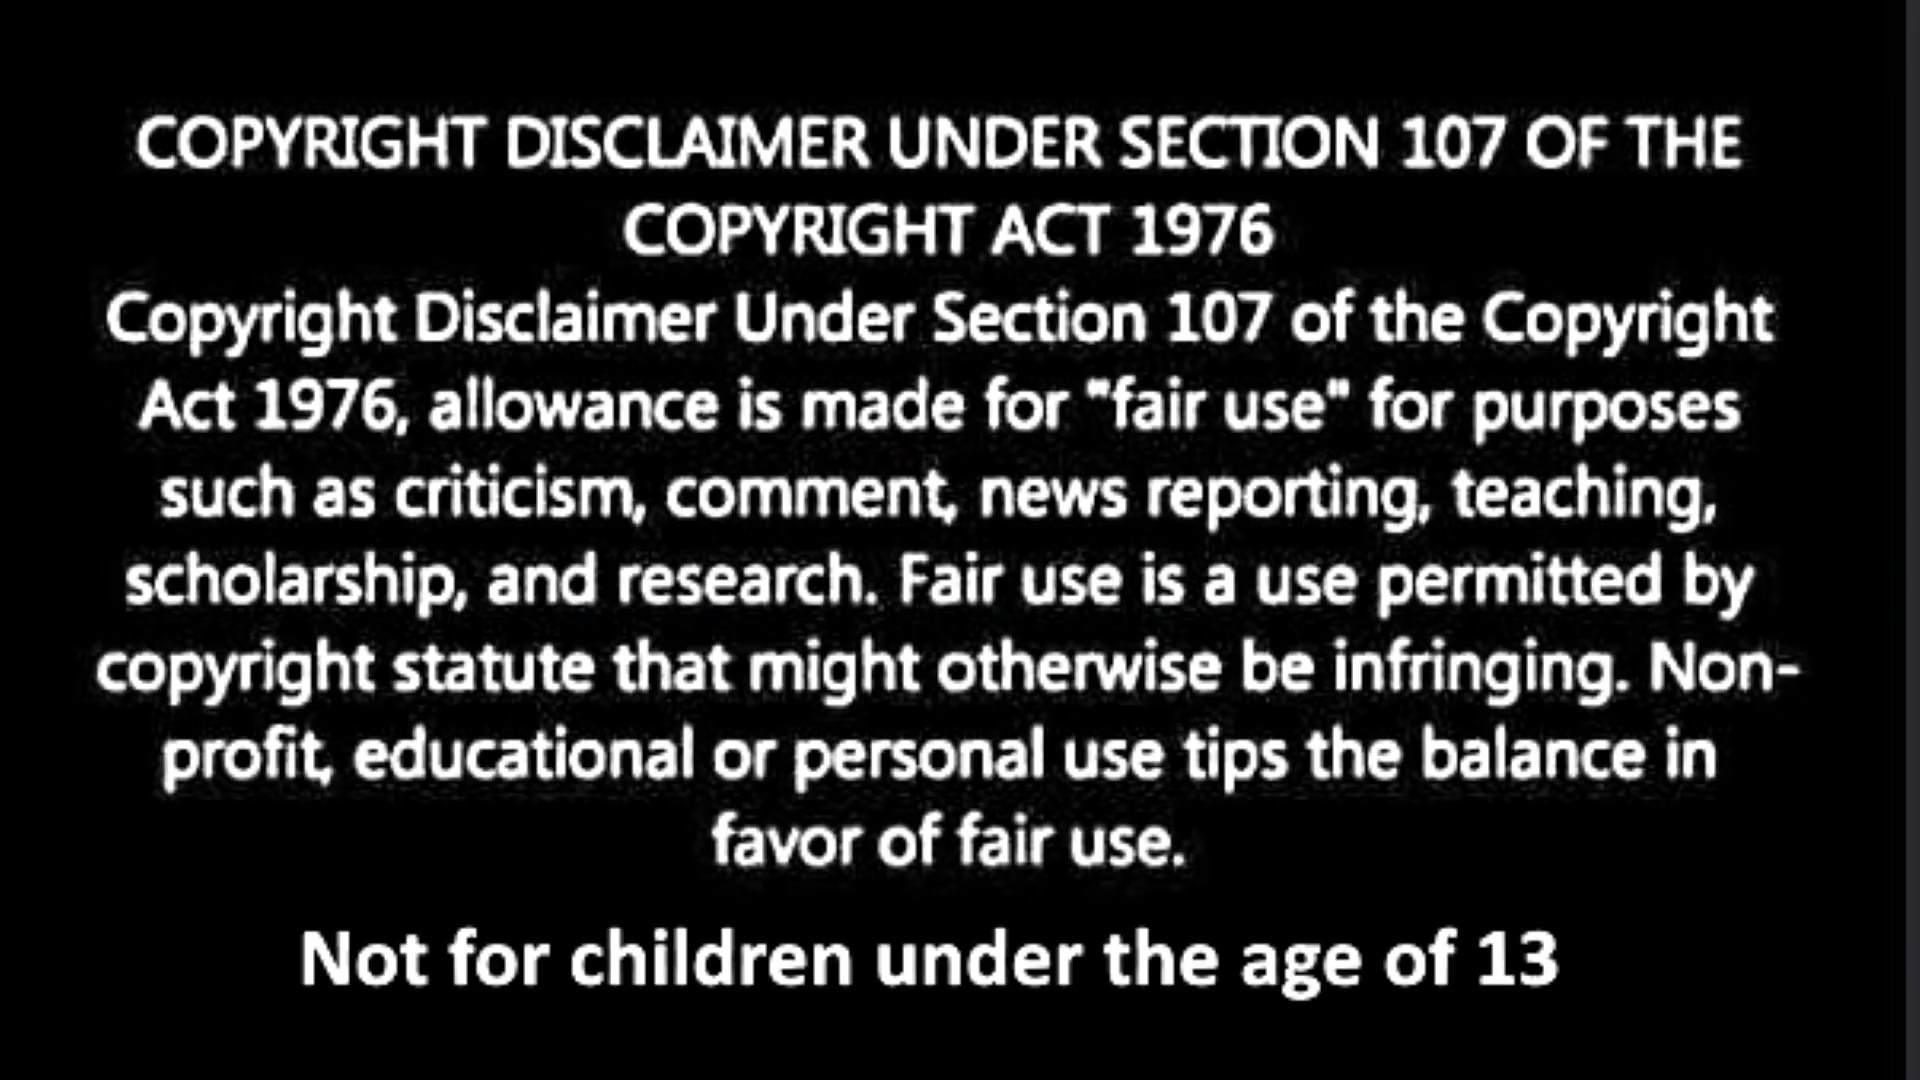 COPYRIGHT DISCLAIMER UNDER SECTION 107 OF THE
COPYRIGHT ACT 1976
Copyright Disclaimer Under Section 107 of the Copyright
Act 1976, allowance is made for "fair use" for purposes
such as criticism, comment, news reporting, teaching,
scholarship, and research. Fair use is a use permitted by
copyright statute that might otherwise be infringing. Non-
profit, educational or personal use tips the balance in
favor of fair use.
Not for children under the age of 13